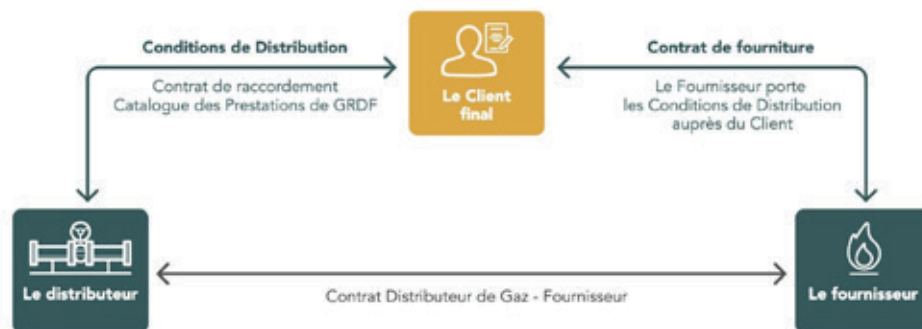 Conditions de Distribution
Contrat de raccordement
Catalogue des Prestations de GRDF
Le Client
final
Contrat de fourniture
Le Fournisseur porte
les Conditions de Distribution
auprès du Client
Le distributeur
Contrat Distributeur de Gaz - Fournisseur
Le fournisseur